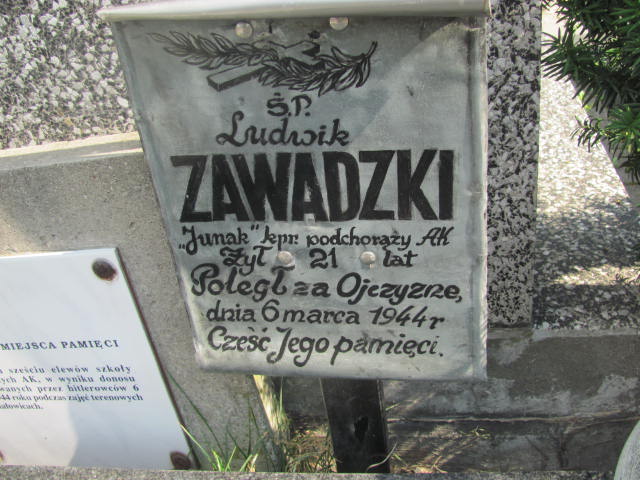 Ś.P.
Ludwik
ZAWADZKI
„Junak" kpr. podchorąży AK
Żył 21 lat
Poległ za Ojczyznę,
dnia 6 marca 1944 r
Cześć Jego pamięci.
MIEJSCA PAMIĘCI
sześciu elewów szkoły
AK, w wyniku donosu
przez hitlerowców 6
roku podczas zajęć terenowych